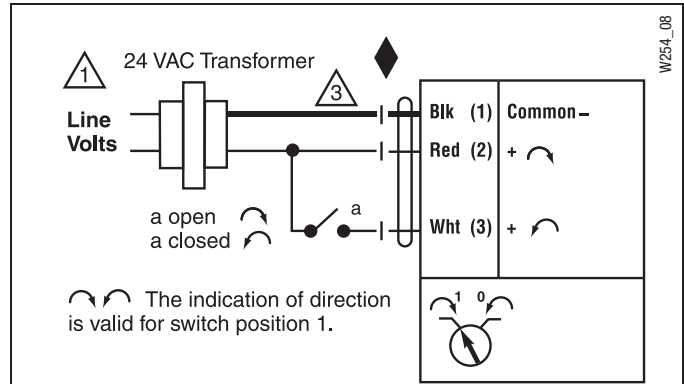 W254_08
1
24 VAC Transformer
3
Line
Volts
Blk (1) Common –
Red (2) +
a open
a closed
a
Wht (3) +
The indication of direction
is valid for switch position 1.
1 0